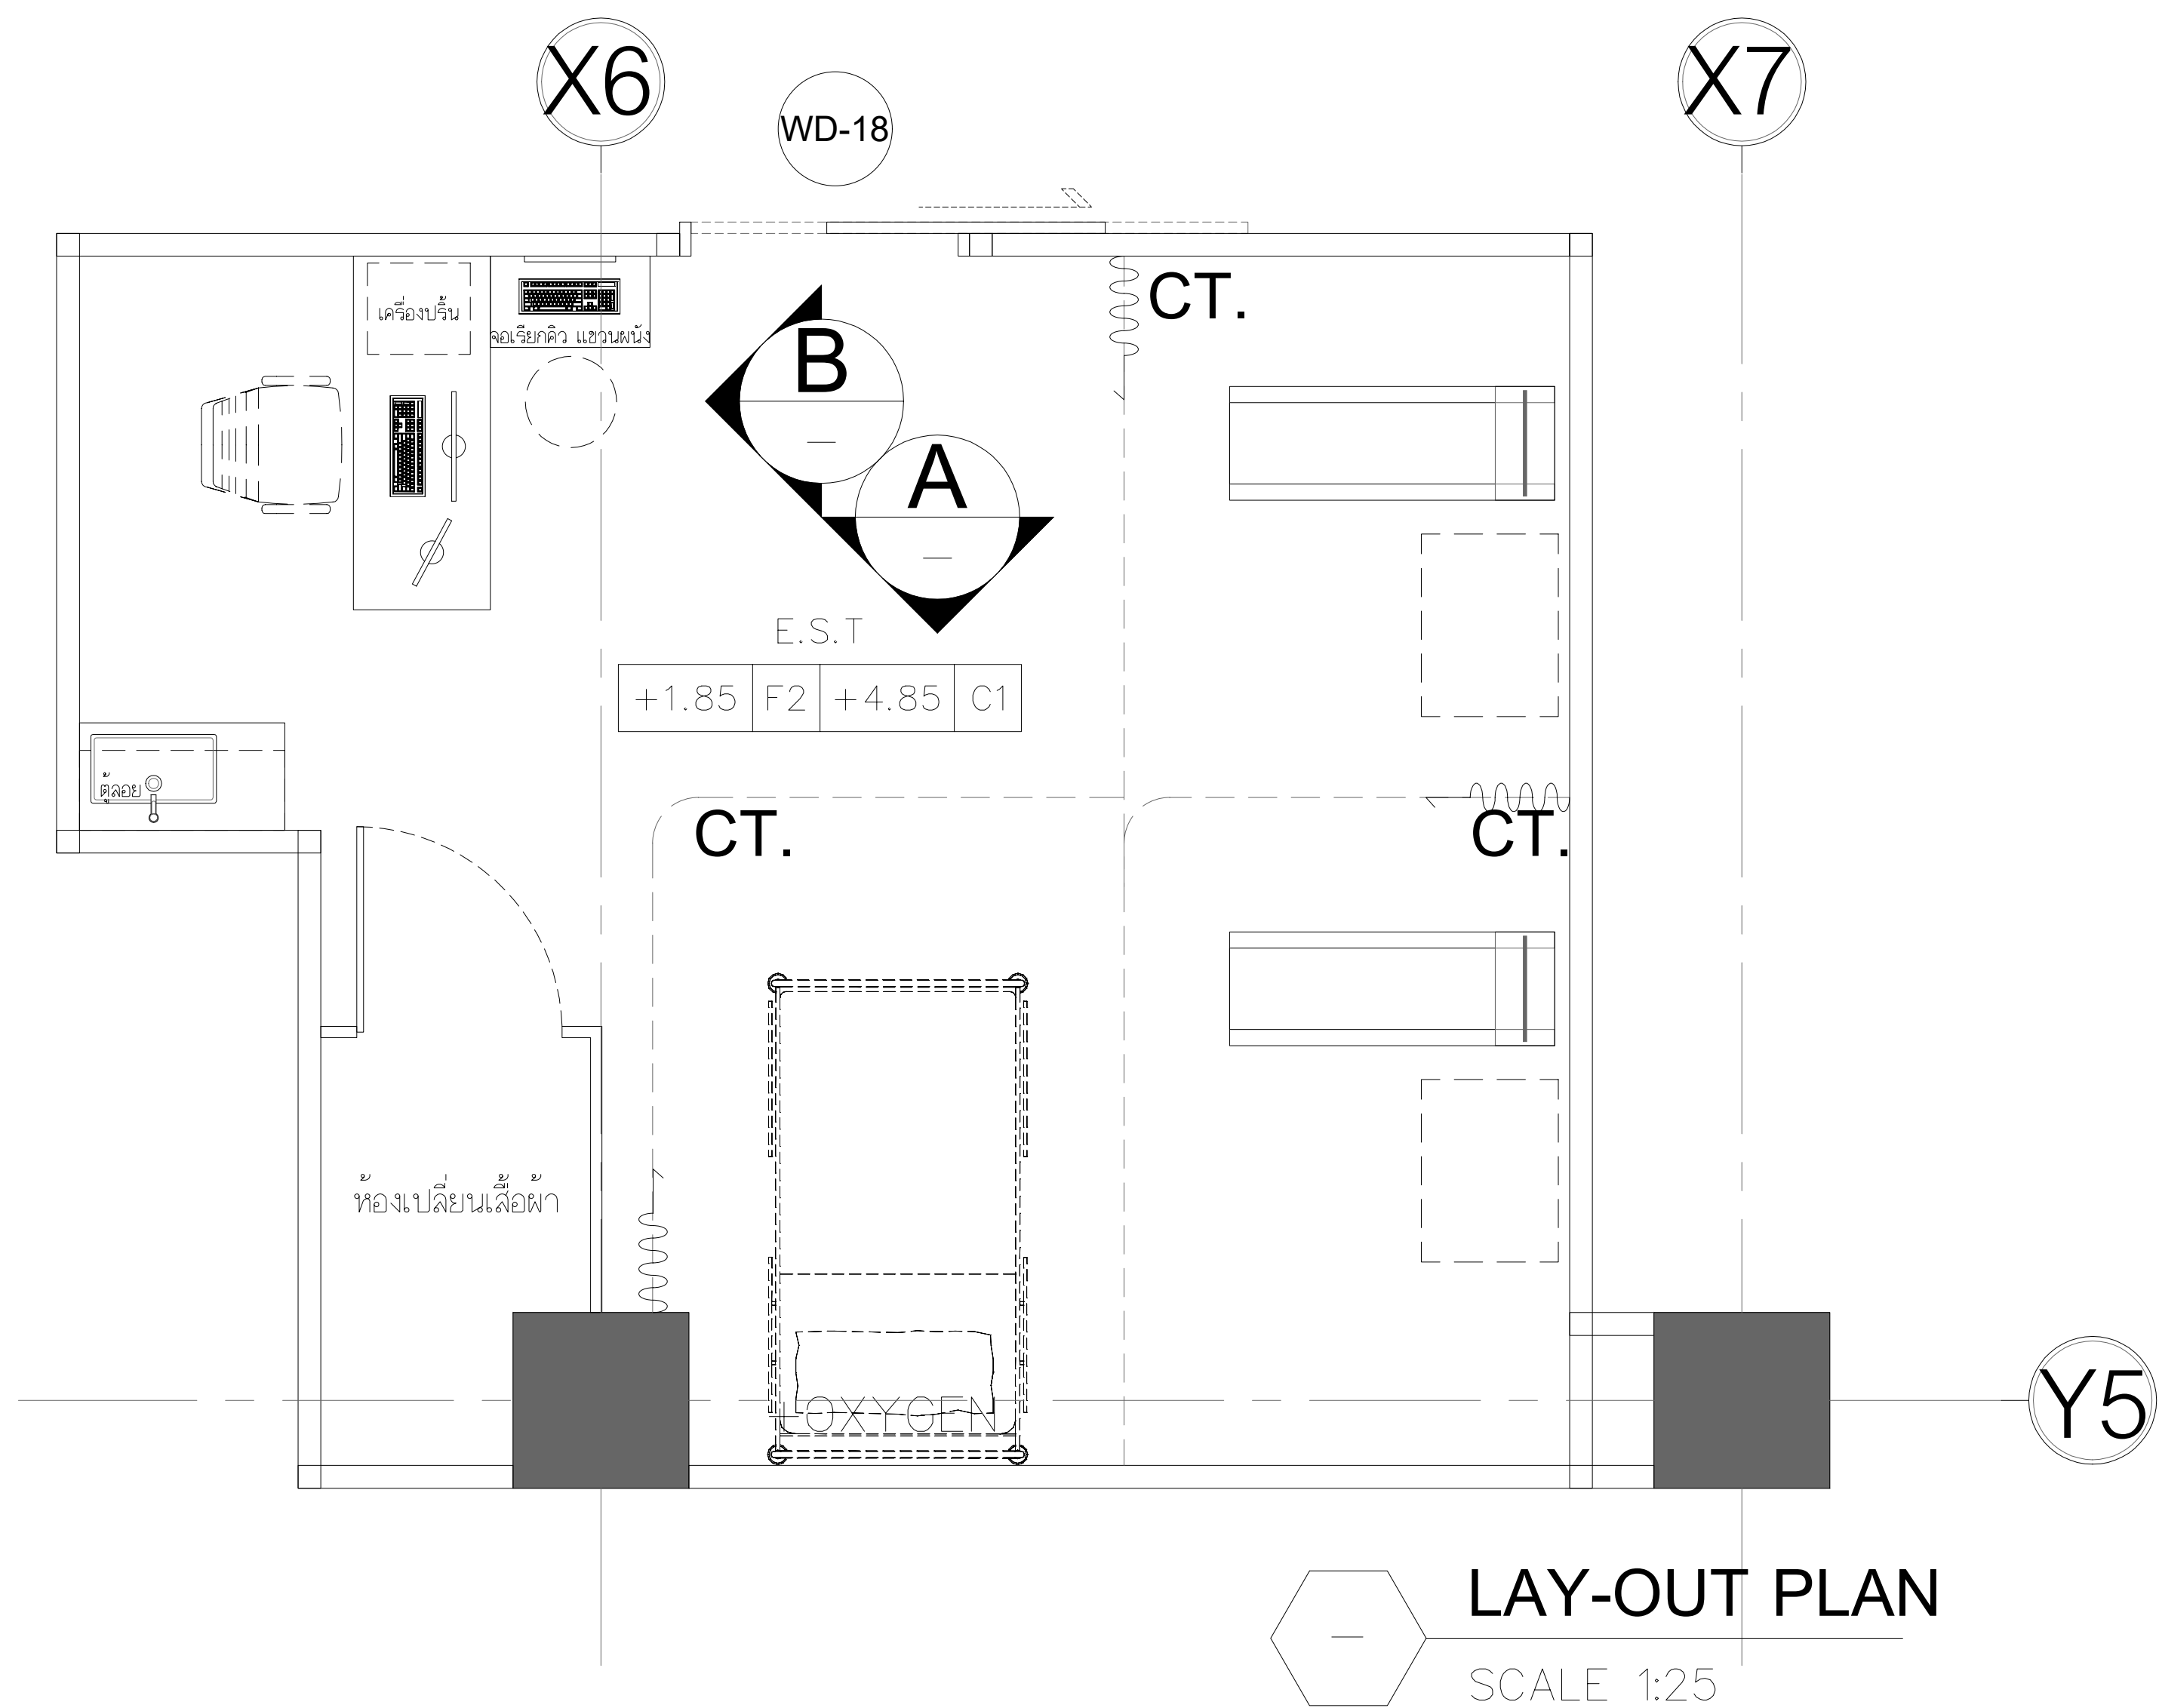 X6
X7
WD-18
CT.
เครื่องปริ้น
จอเรียกคิว แขวนผนัง
B
A
E.S.T
+1.85 F2 +4.85 C1
ตู้ลอย
CT.
CT.
ห้องเปลี่ยนเสื้อผ้า
OXYGEN
Y5
LAY-OUT PLAN
SCALE 1:25